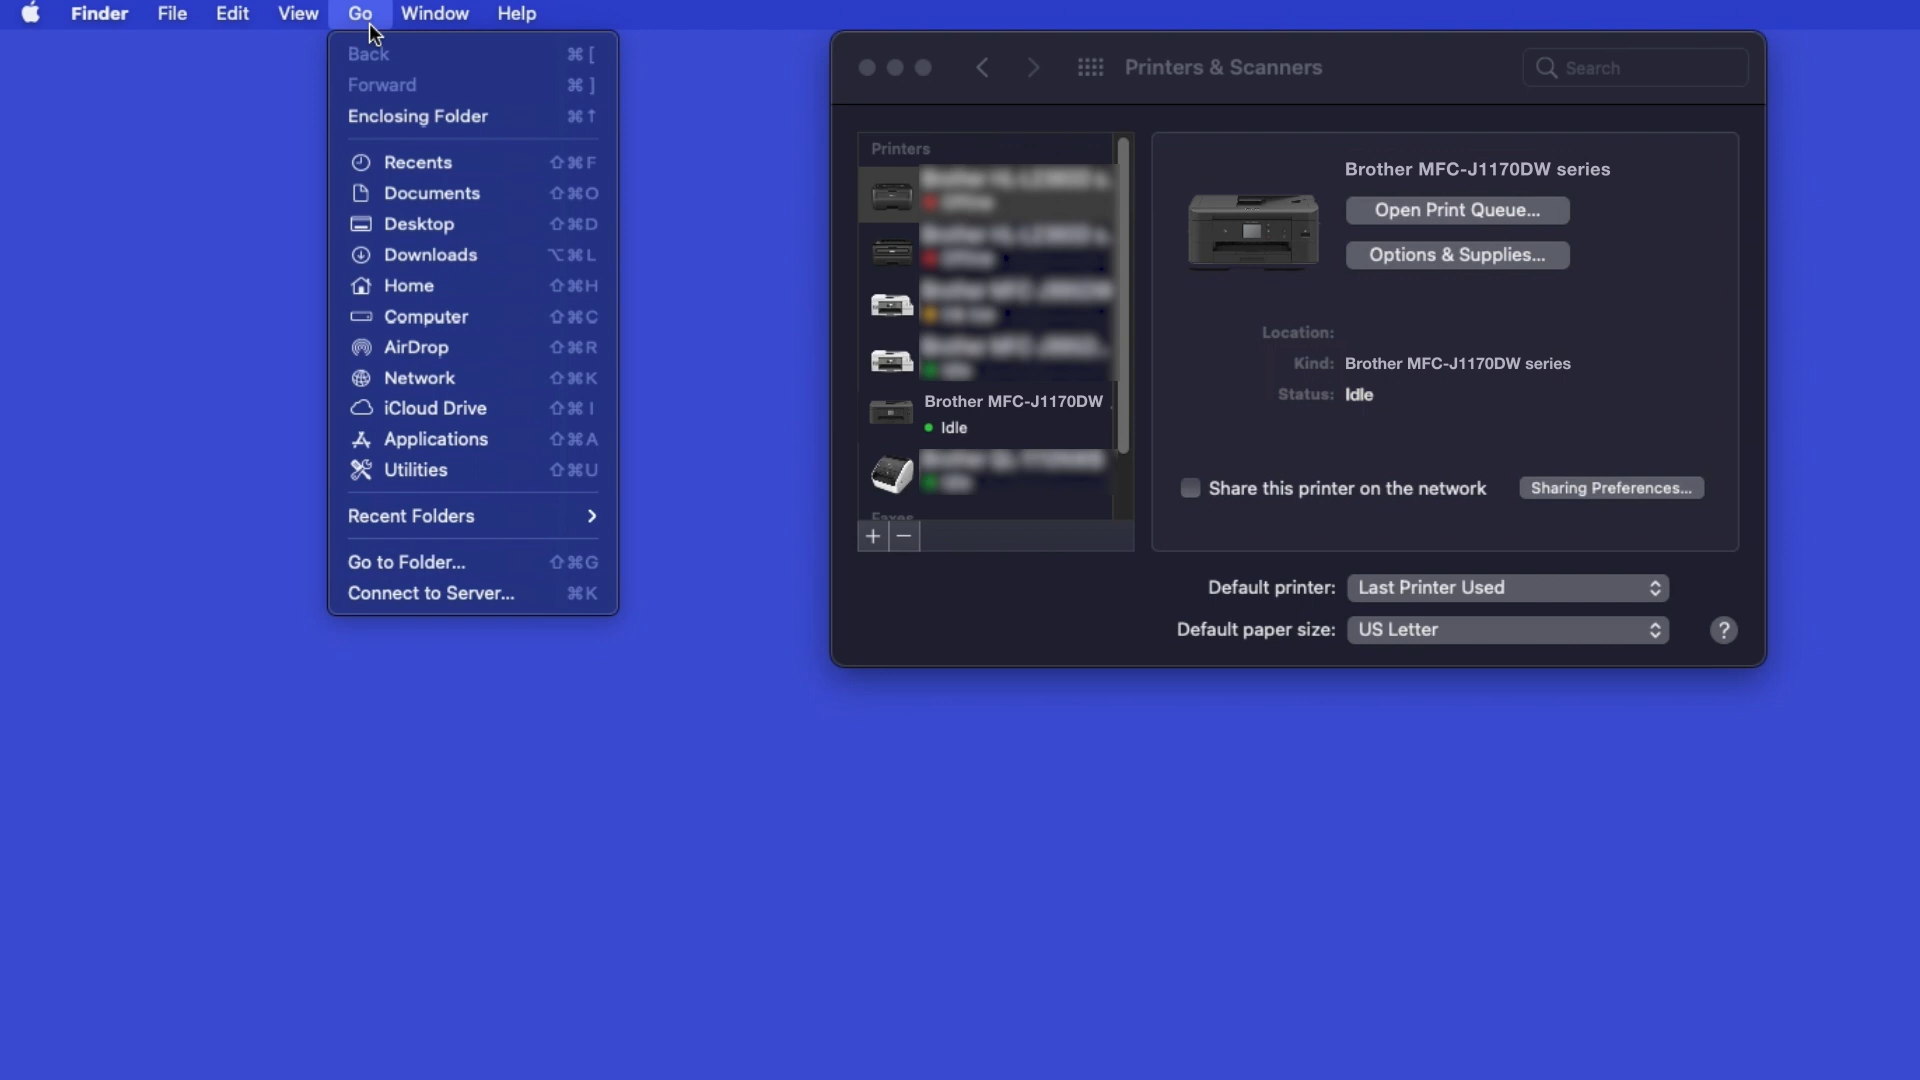 Finder File Edit View Go Window Help
Back ⌘ [
Forward ⌘ ]
Enclosing Folder ⌘↑
Recents ⇧⌘F
Documents ⇧⌘O
Desktop ⇧⌘D
Downloads ⌥⌘L
Home ⇧⌘H
Computer ⇧⌘C
AirDrop ⇧⌘R
Network ⇧⌘K
iCloud Drive ⇧⌘I
Applications ⇧⌘A
Utilities ⇧⌘U
Recent Folders
Go to Folder... ⇧⌘G
Connect to Server... ⌘K
Printers & Scanners
Search
Printers
Brother MFC-J1170DW
Idle
Faxes
+ −
Brother MFC-J1170DW series
Open Print Queue...
Options & Supplies...
Location:
Kind: Brother MFC-J1170DW series
Status: Idle
Share this printer on the network Sharing Preferences...
Default printer: Last Printer Used
Default paper size: US Letter
?